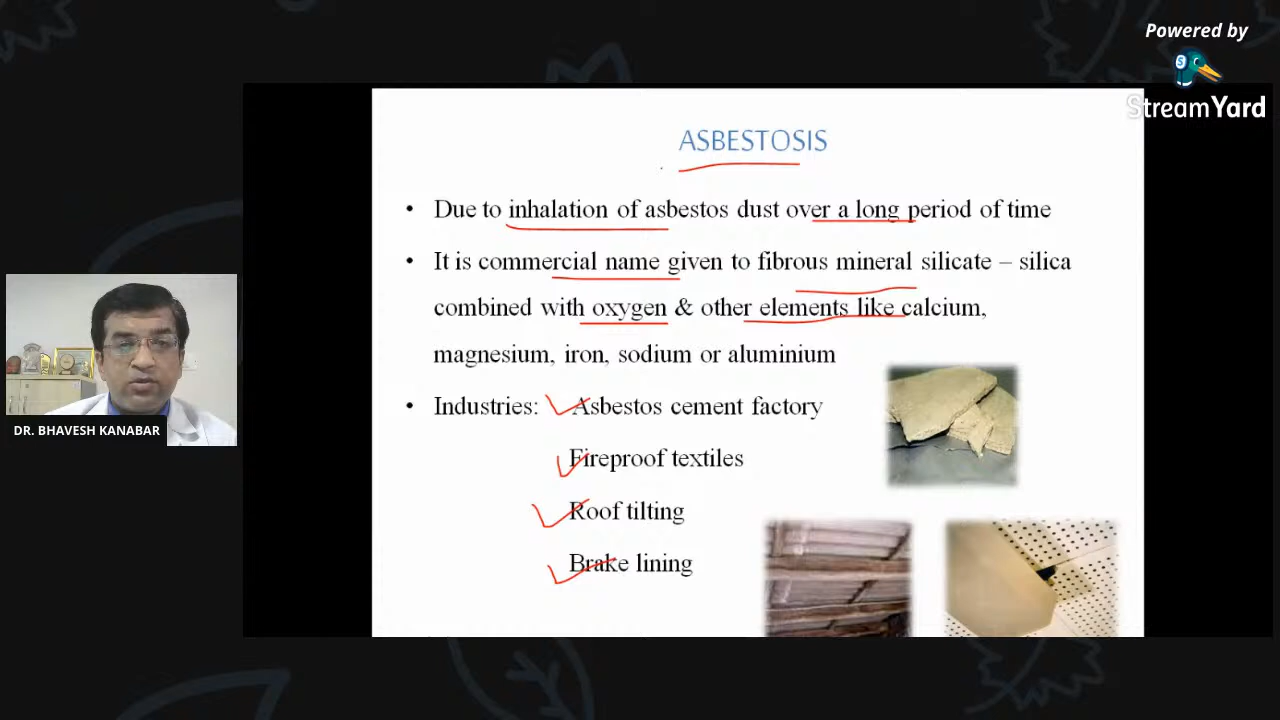 Powered by
StreamYard
ASBESTOSIS
• Due to inhalation of asbestos dust over a long period of time
• It is commercial name given to fibrous mineral silicate – silica
combined with oxygen & other elements like calcium,
magnesium, iron, sodium or aluminium
• Industries: Asbestos cement factory
Fireproof textiles
Roof tilting
Brake lining
DR. BHAVESH KANABAR